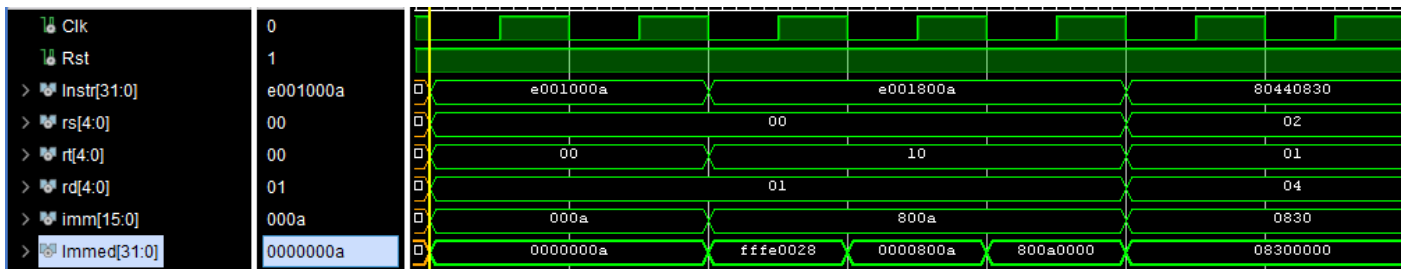 Clk 0
Rst 1
Instr[31:0] e001000a e001000a e001800a 80440830
rs[4:0] 00 00 02
rt[4:0] 00 00 10 01
rd[4:0] 01 01 04
imm[15:0] 000a 000a 800a 0830
Immed[31:0] 0000000a 0000000a fffe0028 0000800a 800a0000 08300000